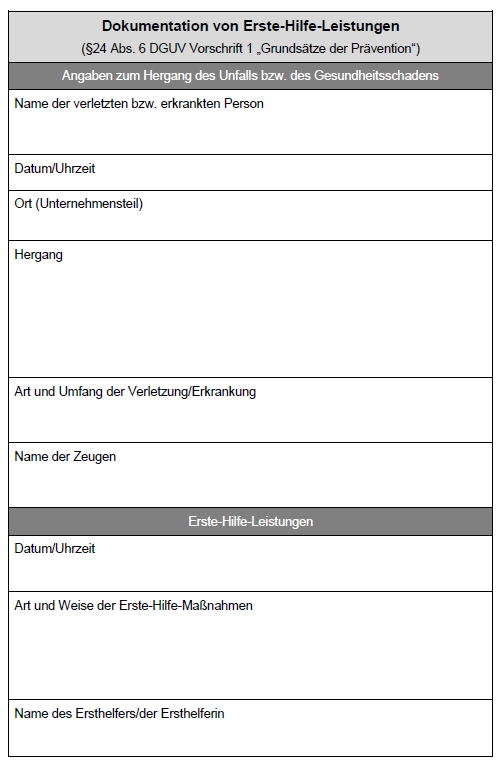 Dokumentation von Erste-Hilfe-Leistungen
(§24 Abs. 6 DGUV Vorschrift 1 „Grundsätze der Prävention“)
Angaben zum Hergang des Unfalls bzw. des Gesundheitsschadens
Name der verletzten bzw. erkrankten Person
Datum/Uhrzeit
Ort (Unternehmensteil)
Hergang
Art und Umfang der Verletzung/Erkrankung
Name der Zeugen
Erste-Hilfe-Leistungen
Datum/Uhrzeit
Art und Weise der Erste-Hilfe-Maßnahmen
Name des Ersthelfers/der Ersthelferin